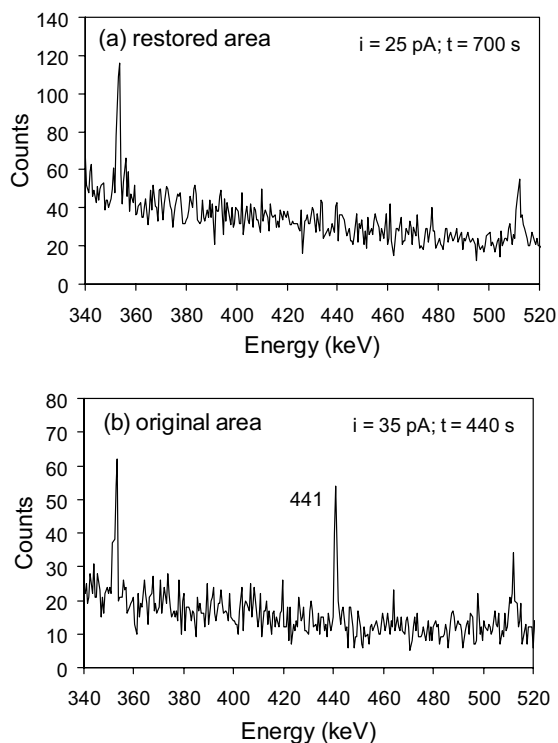 (a) restored area
i = 25 pA; t = 700 s
140
120
100
80
60
40
20
0
Counts
340 360 380 400 420 440 460 480 500 520
Energy (keV)
(b) original area
i = 35 pA; t = 440 s
80
70
60
50
40
30
20
10
0
441
Counts
340 360 380 400 420 440 460 480 500 520
Energy (keV)